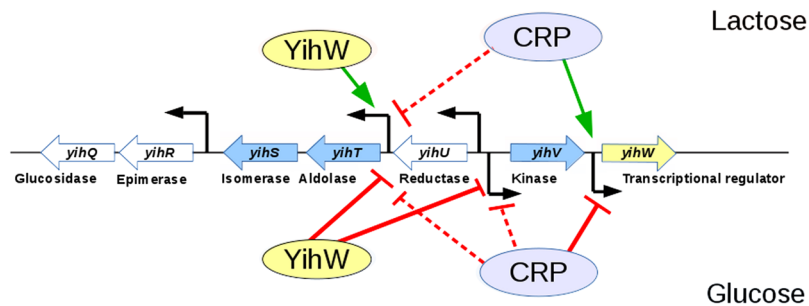 Lactose
YihW
CRP
yihQ yihR yihS yihT yihU yihV yihW
Glucosidase Epimerase Isomerase Aldolase Reductase Kinase Transcriptional regulator
YihW
CRP
Glucose